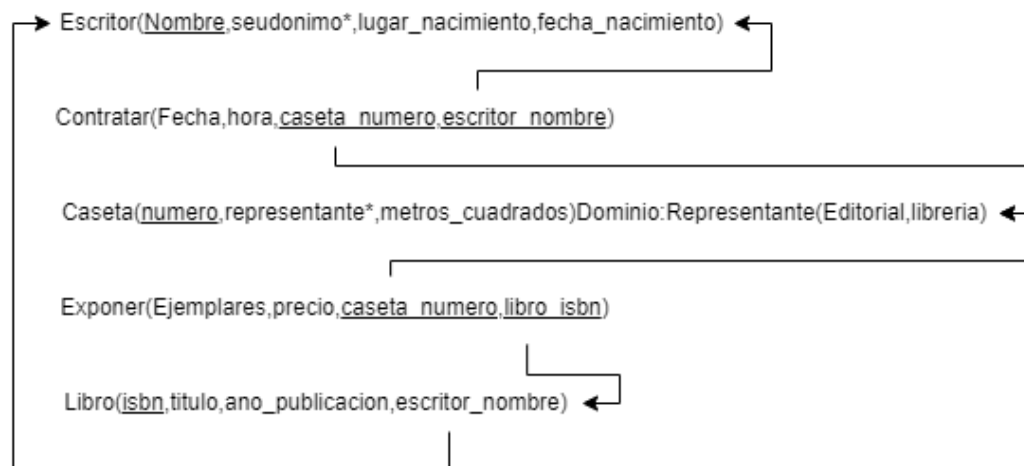 Escritor(Nombre,seudonimo*,lugar_nacimiento,fecha_nacimiento)
Contratar(Fecha,hora,caseta_numero,escritor_nombre)
Caseta(numero,representante*,metros_cuadrados)Dominio:Representante(Editorial,libreria)
Exponer(Ejemplares,precio,caseta_numero,libro_isbn)
Libro(isbn,titulo,ano_publicacion,escritor_nombre)